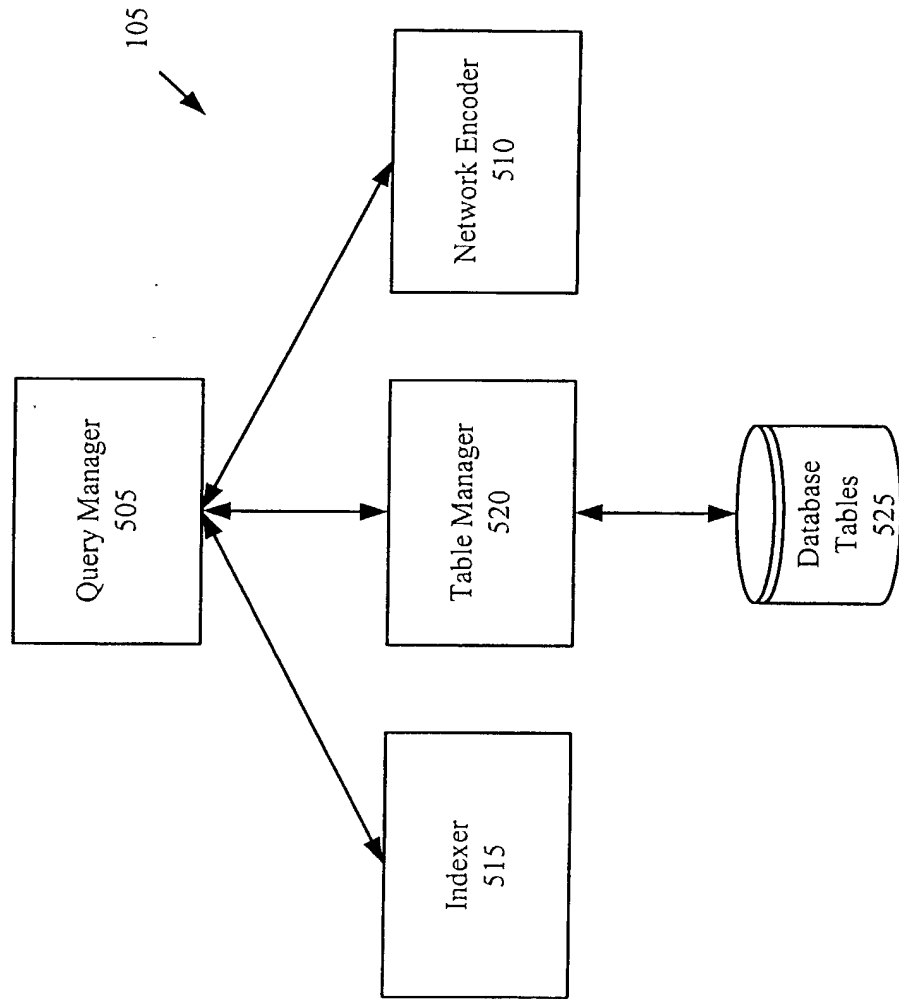 105
Query Manager
505
Network Encoder
510
Table Manager
520
Indexer
515
Database
Tables
525